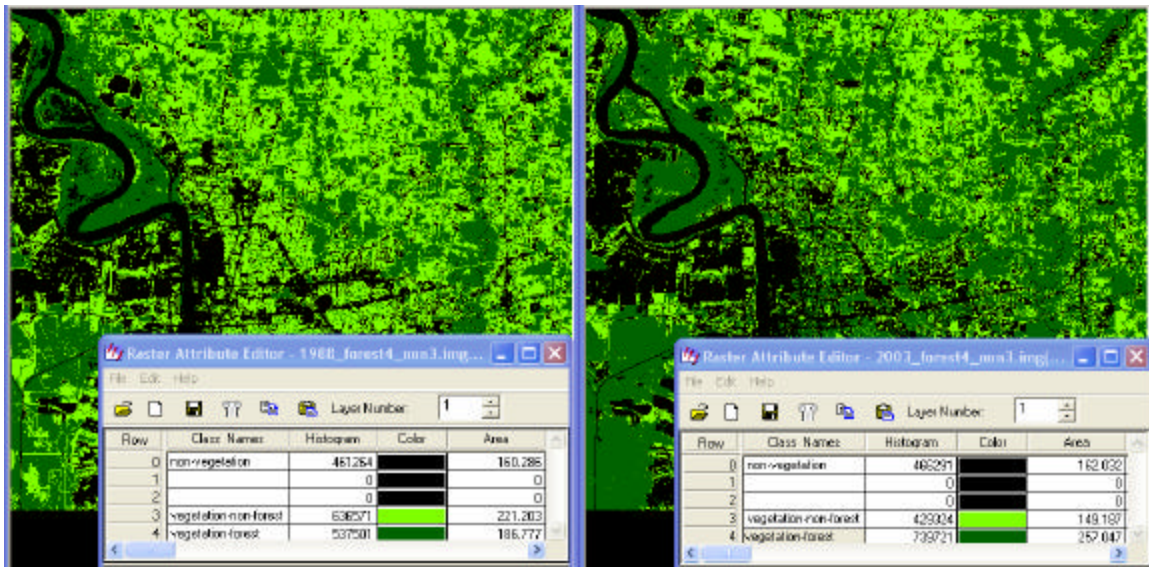 Raster Attribute Editor - 1988_forest4_mn3.img...
File Edit Help
Layer Number: 1
Row Class Names Histogram Color Area
0 non-vegetation 461264 160.286
1 0 0
2 0 0
3 vegetation-non-forest 636571 221.203
4 vegetation-forest 537501 186.777
Raster Attribute Editor - 2003_forest4_mn3.img(...
File Edit Help
Layer Number: 1
Row Class Names Histogram Color Area
0 non-vegetation 466291 162.032
1 0 0
2 0 0
3 vegetation-non-forest 429324 149.187
4 vegetation-forest 739721 257.047